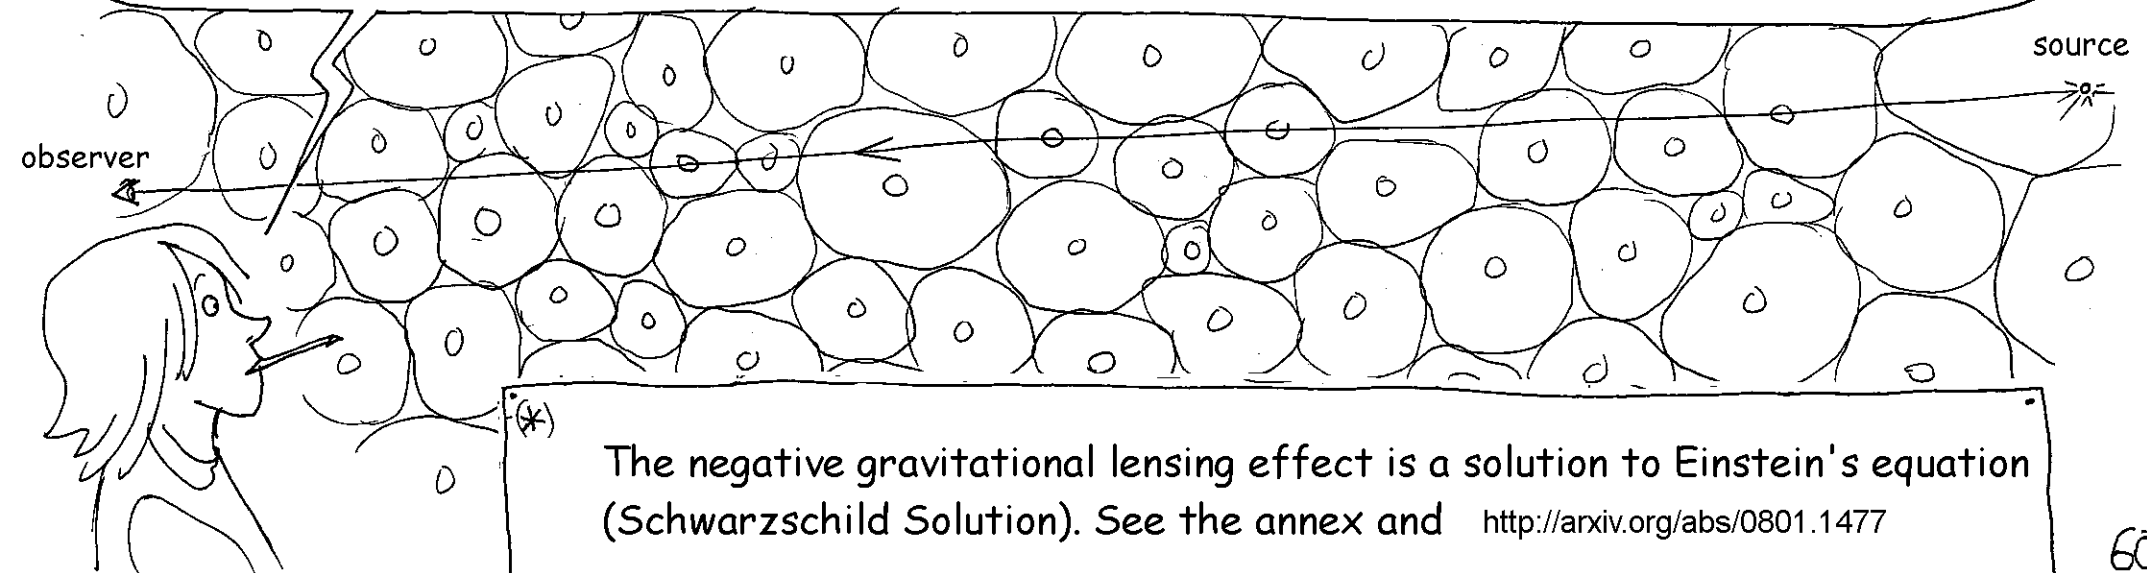 source
observer
(*)
The negative gravitational lensing effect is a solution to Einstein's equation
(Schwarzschild Solution). See the annex and http://arxiv.org/abs/0801.1477
60